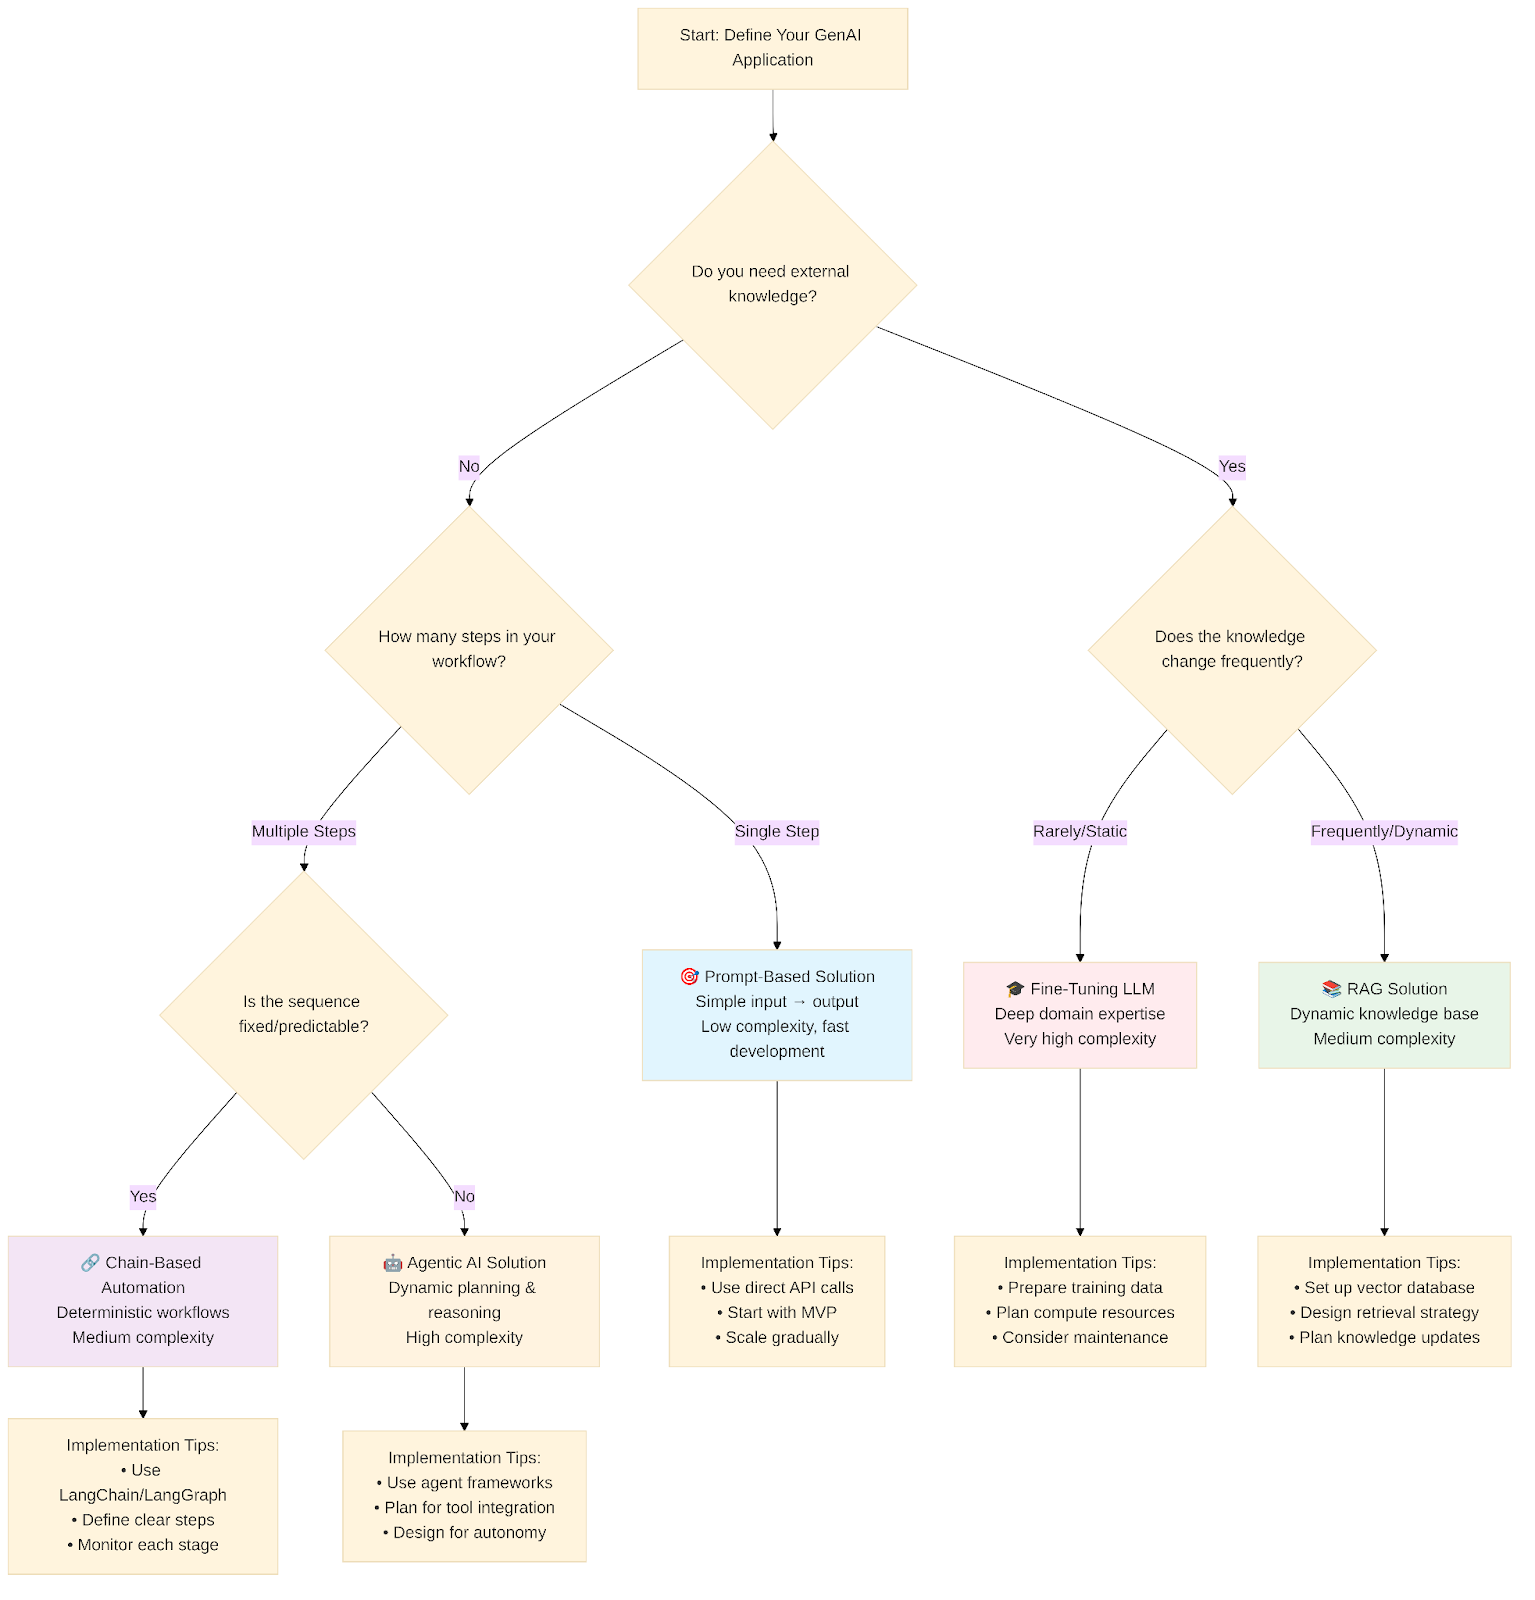 Start: Define Your GenAI
Application
Do you need external
knowledge?
No
Yes
How many steps in your
workflow?
Does the knowledge
change frequently?
Multiple Steps
Single Step
Rarely/Static
Frequently/Dynamic
Is the sequence
fixed/predictable?
🎯 Prompt-Based Solution
Simple input → output
Low complexity, fast
development
🎓 Fine-Tuning LLM
Deep domain expertise
Very high complexity
📚 RAG Solution
Dynamic knowledge base
Medium complexity
Yes
No
🔗 Chain-Based
Automation
Deterministic workflows
Medium complexity
🤖 Agentic AI Solution
Dynamic planning &
reasoning
High complexity
Implementation Tips:
• Use direct API calls
• Start with MVP
• Scale gradually
Implementation Tips:
• Prepare training data
• Plan compute resources
• Consider maintenance
Implementation Tips:
• Set up vector database
• Design retrieval strategy
• Plan knowledge updates
Implementation Tips:
• Use
LangChain/LangGraph
• Define clear steps
• Monitor each stage
Implementation Tips:
• Use agent frameworks
• Plan for tool integration
• Design for autonomy